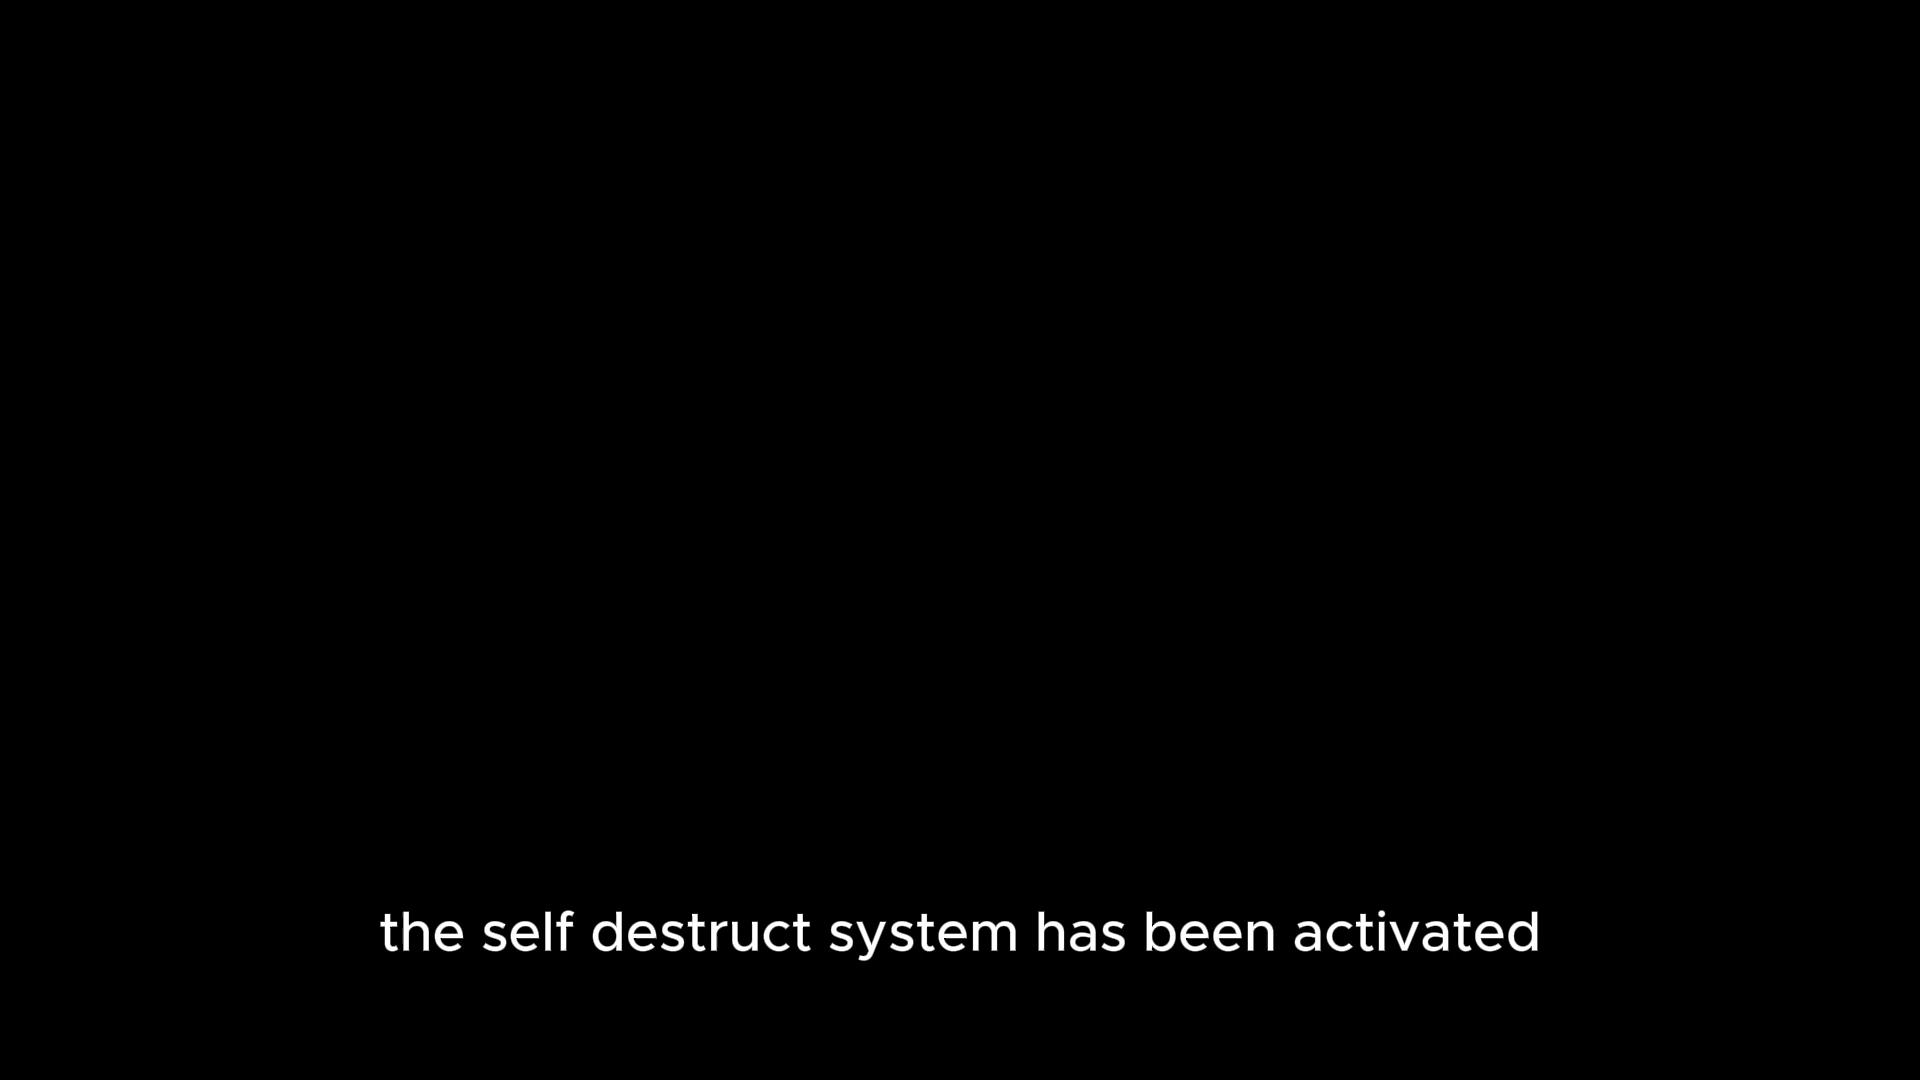 the self destruct system has been activated